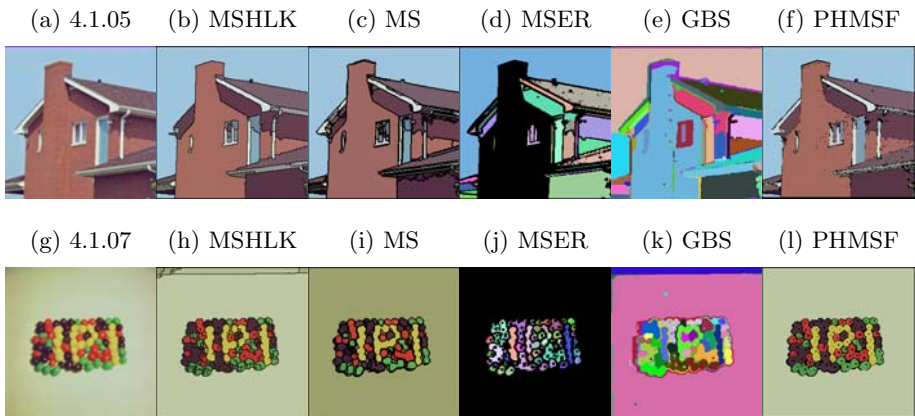 (a) 4.1.05 (b) MSHLK (c) MS (d) MSER (e) GBS (f) PHMSF
(g) 4.1.07 (h) MSHLK (i) MS (j) MSER (k) GBS (l) PHMSF